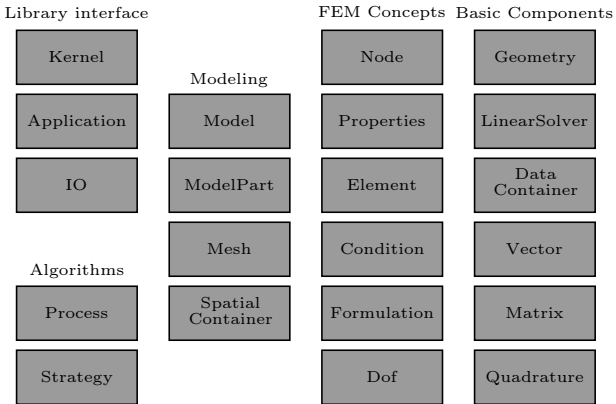 Library interface
Kernel
Application
IO
Algorithms
Process
Strategy
Modeling
Model
ModelPart
Mesh
Spatial
Container
FEM Concepts
Node
Properties
Element
Condition
Formulation
Dof
Basic Components
Geometry
LinearSolver
Data
Container
Vector
Matrix
Quadrature